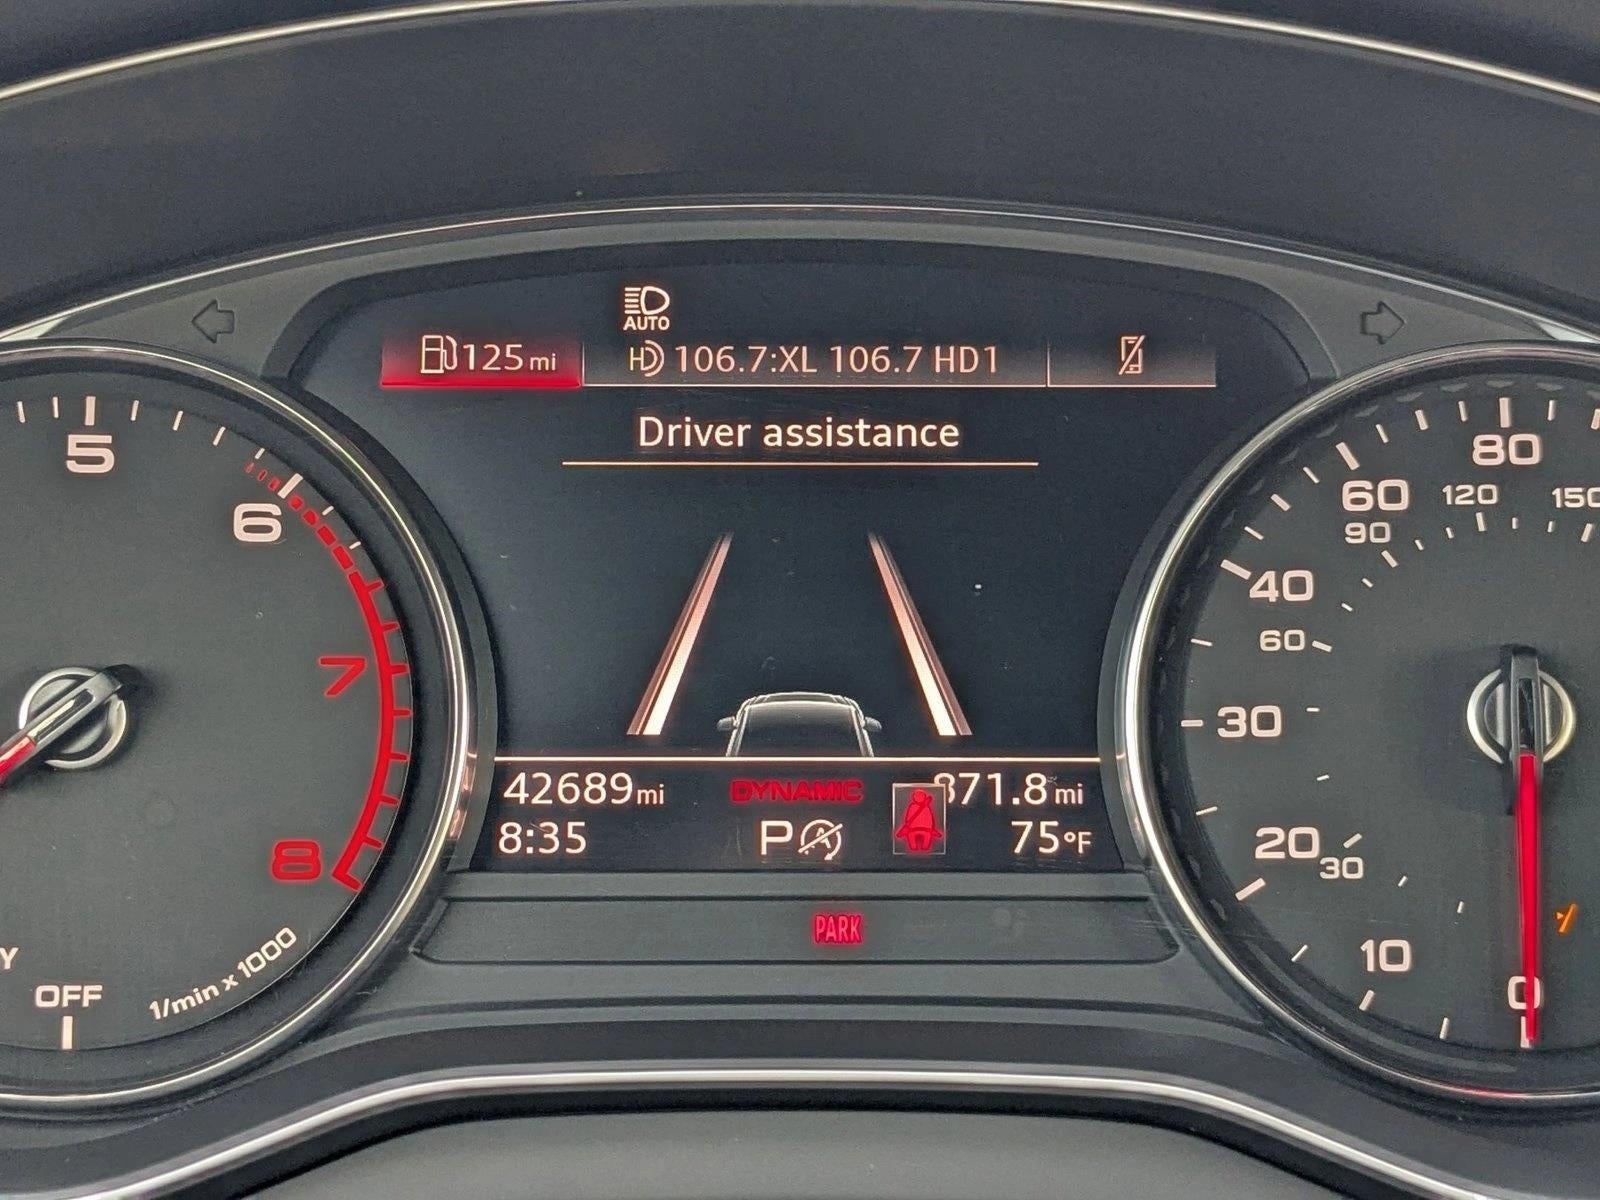 AUTO
125 mi
HD 106.7:XL 106.7 HD1
Driver assistance
5
6
7
8
1/min x 1000
Y
OFF
80
60
120
150
90
40
60
30
20
30
10
0
42689 mi
DYNAMIC
871.8 mi
8:35
P
A
75°F
PARK